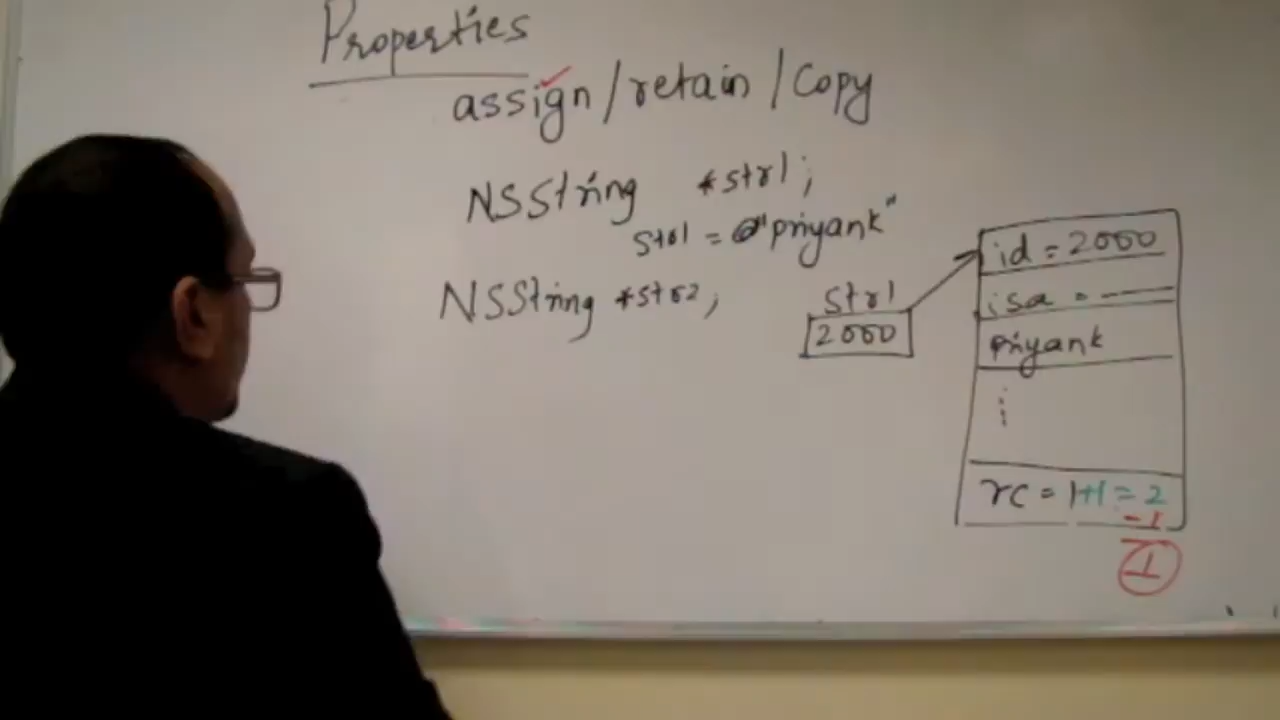 Properties
assign/retain/copy
NSString *str1;
str1 = @"priyank"
NSString *str2;
str1
2000
id = 2000
isa =
priyank
rc = 1+1 = 2
-1
1